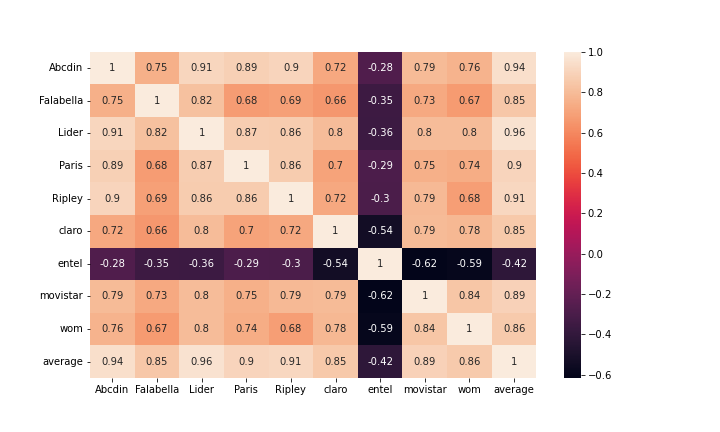 Abcdin 1 0.75 0.91 0.89 0.9 0.72 -0.28 0.79 0.76 0.94
Falabella 0.75 1 0.82 0.68 0.69 0.66 -0.35 0.73 0.67 0.85
Lider 0.91 0.82 1 0.87 0.86 0.8 -0.36 0.8 0.8 0.96
Paris 0.89 0.68 0.87 1 0.86 0.7 -0.29 0.75 0.74 0.9
Ripley 0.9 0.69 0.86 0.86 1 0.72 -0.3 0.79 0.68 0.91
claro 0.72 0.66 0.8 0.7 0.72 1 -0.54 0.79 0.78 0.85
entel -0.28 -0.35 -0.36 -0.29 -0.3 -0.54 1 -0.62 -0.59 -0.42
movistar 0.79 0.73 0.8 0.75 0.79 0.79 -0.62 1 0.84 0.89
wom 0.76 0.67 0.8 0.74 0.68 0.78 -0.59 0.84 1 0.86
average 0.94 0.85 0.96 0.9 0.91 0.85 -0.42 0.89 0.86 1
Abcdin Falabella Lider Paris Ripley claro entel movistar wom average
1.0
0.8
0.6
0.4
0.2
0.0
−0.2
−0.4
−0.6